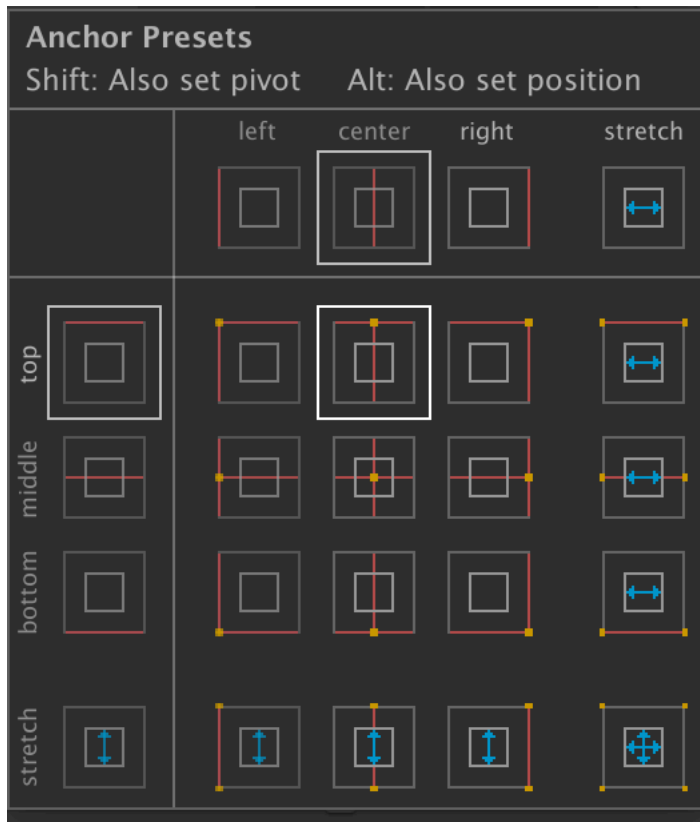 Anchor Presets
Shift: Also set pivot Alt: Also set position
left center right stretch
top
middle
bottom
stretch